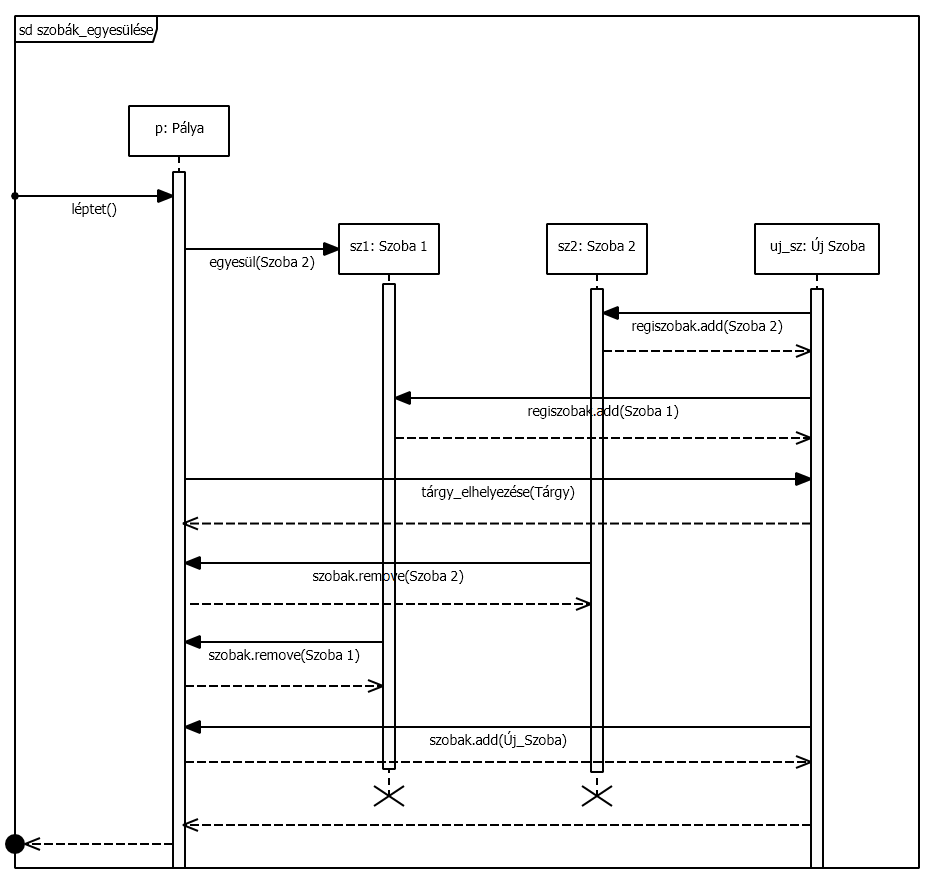 sd szobák_egyesülése
p: Pálya
léptet()
sz1: Szoba 1
sz2: Szoba 2
uj_sz: Új Szoba
egyesül(Szoba 2)
regiszobak.add(Szoba 2)
regiszobak.add(Szoba 1)
tárgy_elhelyezése(Tárgy)
szobak.remove(Szoba 2)
szobak.remove(Szoba 1)
szobak.add(Új_Szoba)